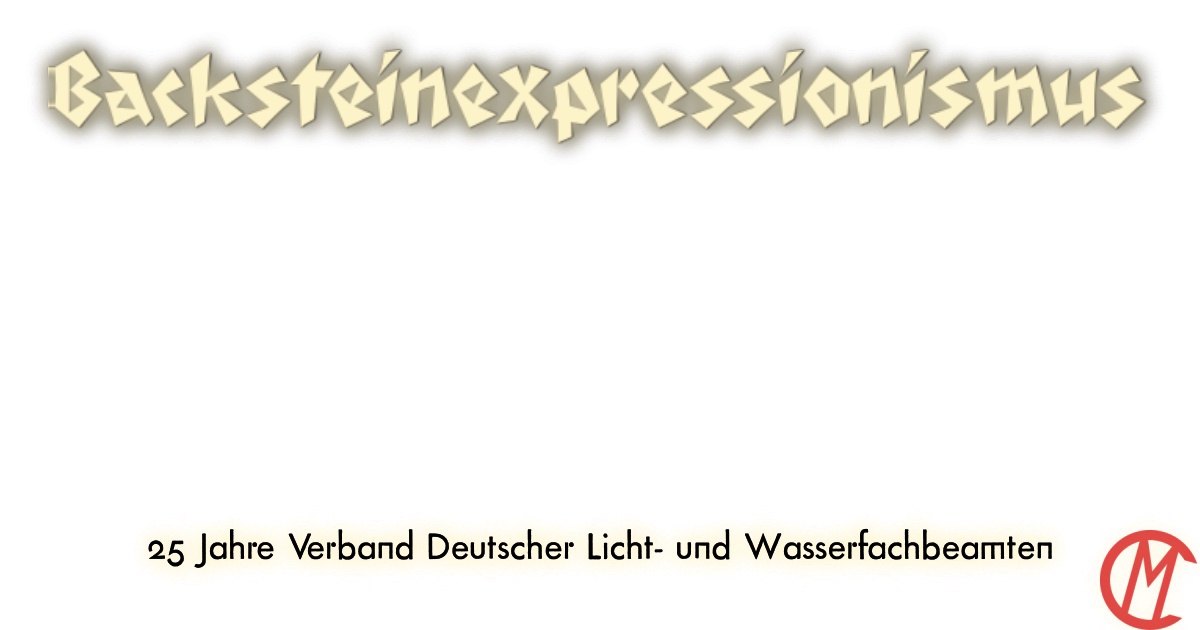 Backsteinexpressionismus
25 Jahre Verband Deutscher Licht- und Wasserfachbeamten